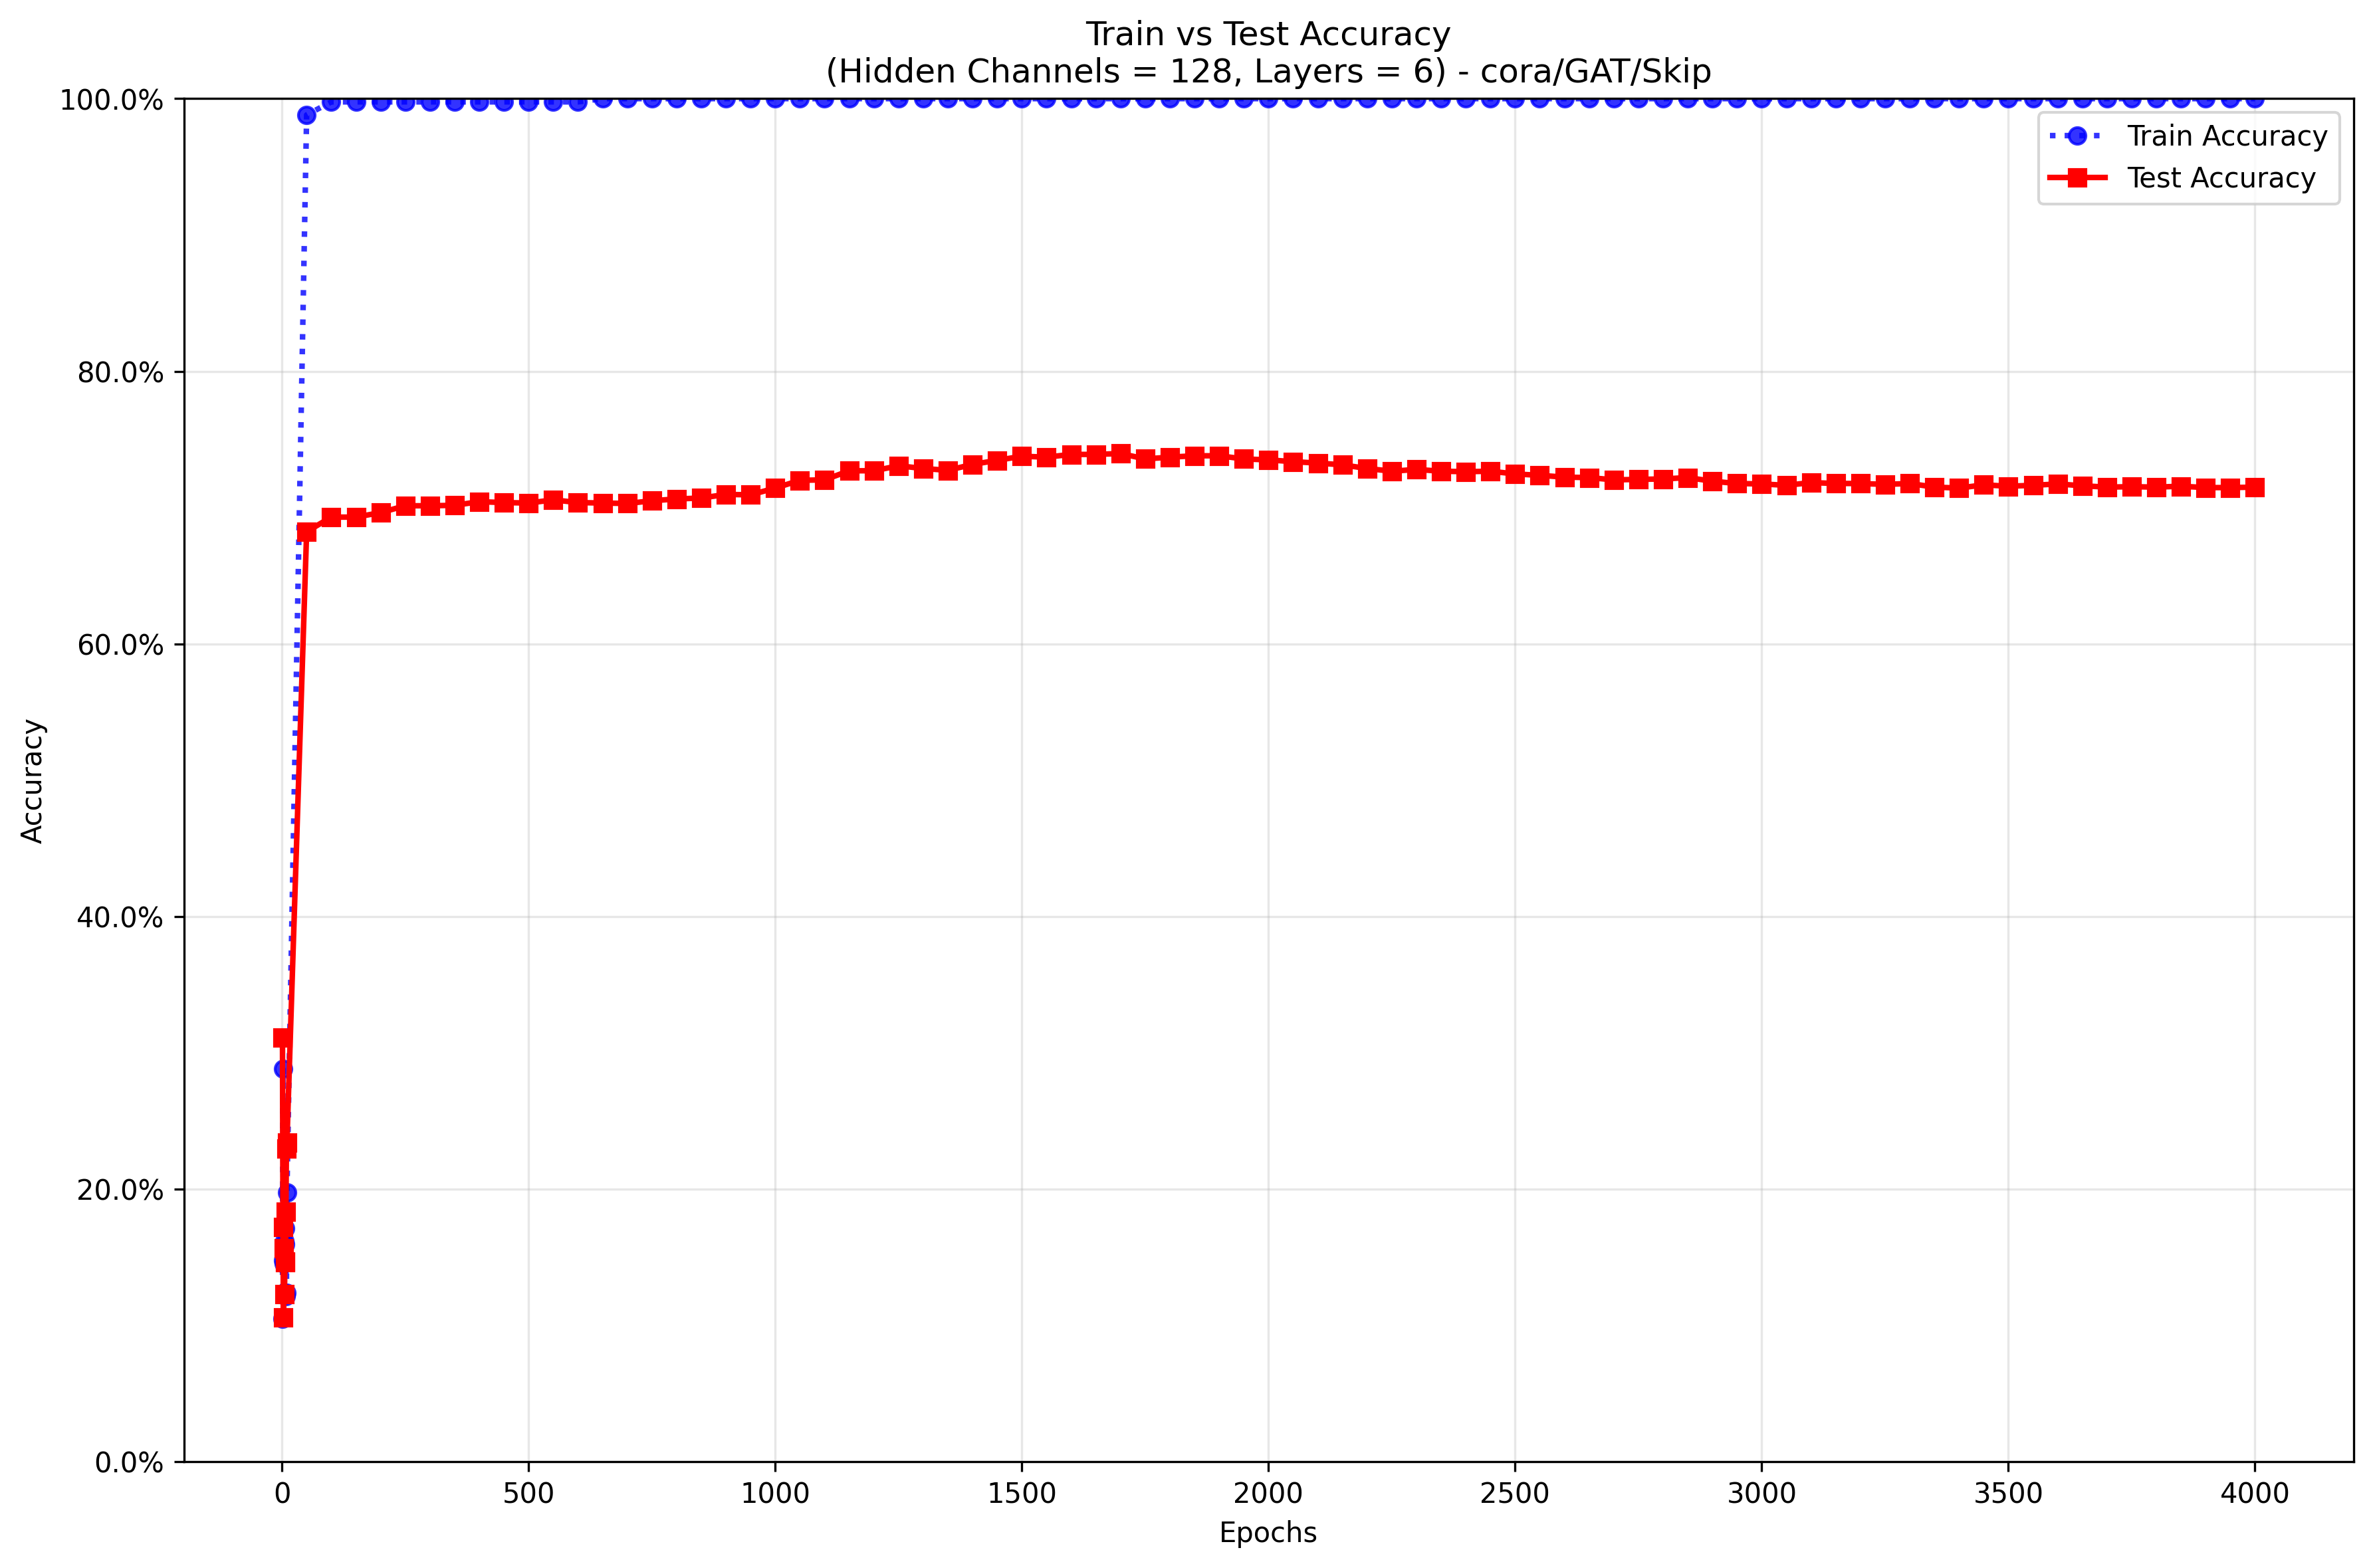 Train vs Test Accuracy
(Hidden Channels = 128, Layers = 6) - cora/GAT/Skip
100.0%
80.0%
60.0%
40.0%
20.0%
0.0%
Accuracy
Train Accuracy
Test Accuracy
0 500 1000 1500 2000 2500 3000 3500 4000
Epochs